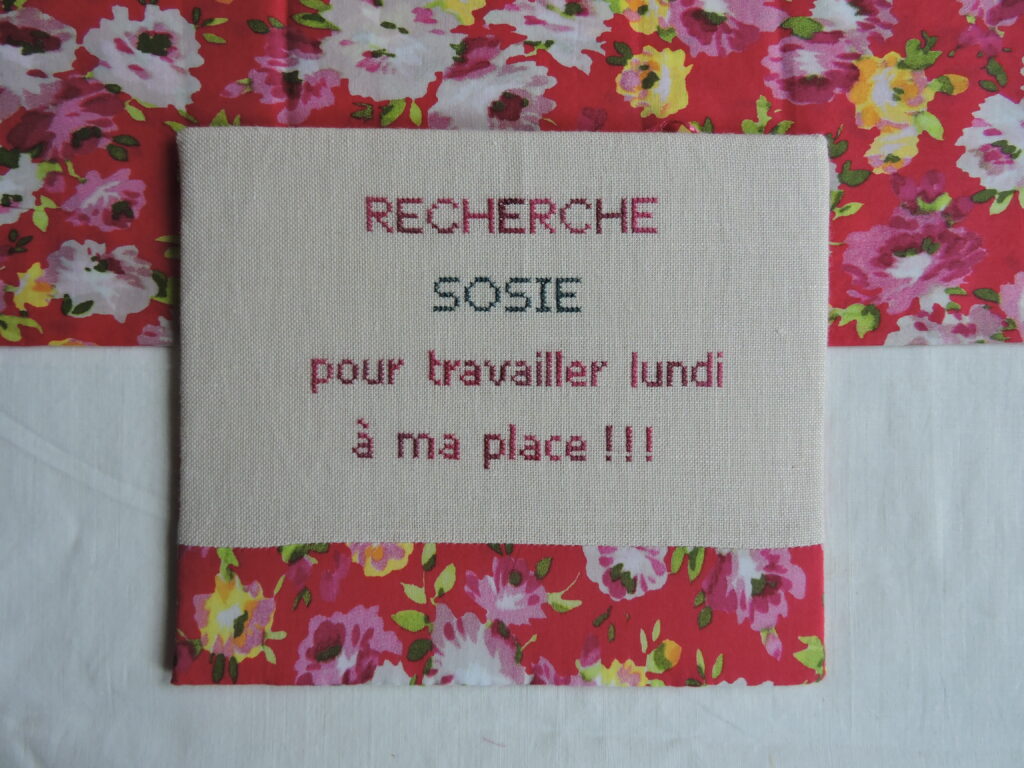 RECHERCHE
SOSIE
pour travailler lundi
à ma place !!!